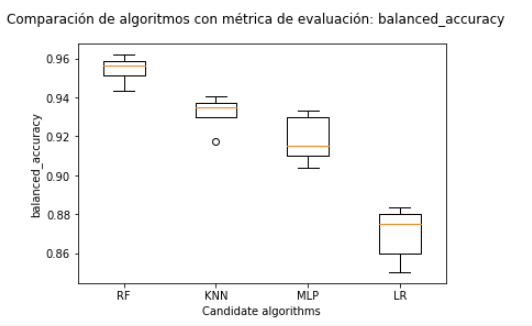 Comparación de algoritmos con métrica de evaluación: balanced_accuracy
balanced_accuracy
0.96
0.94
0.92
0.90
0.88
0.86
RF KNN MLP LR
Candidate algorithms